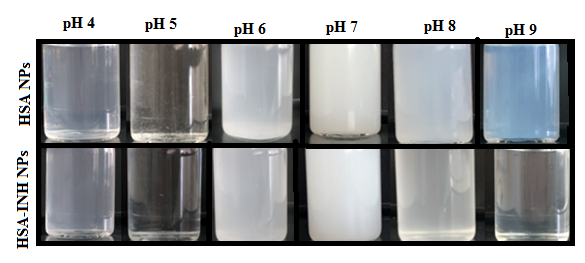 pH 4 pH 5 pH 6 pH 7 pH 8 pH 9
HSA NPs
HSA-INH NPs